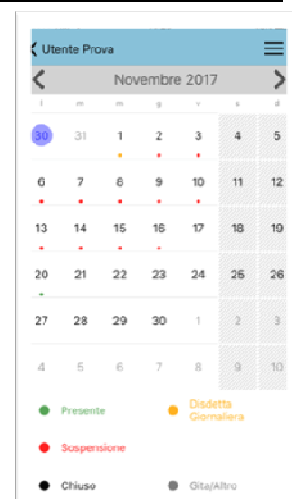 Utente Prova
Novembre 2017
l m m g v s d
30 31 1 2 3 4 5
6 7 8 9 10 11 12
13 14 15 16 17 18 19
20 21 22 23 24 25 26
27 28 29 30 1 2 3
4 5 6 7 8 9 10
Presente
Disdetta
Giornaliera
Sospensione
Chiuso
Gita/Altro